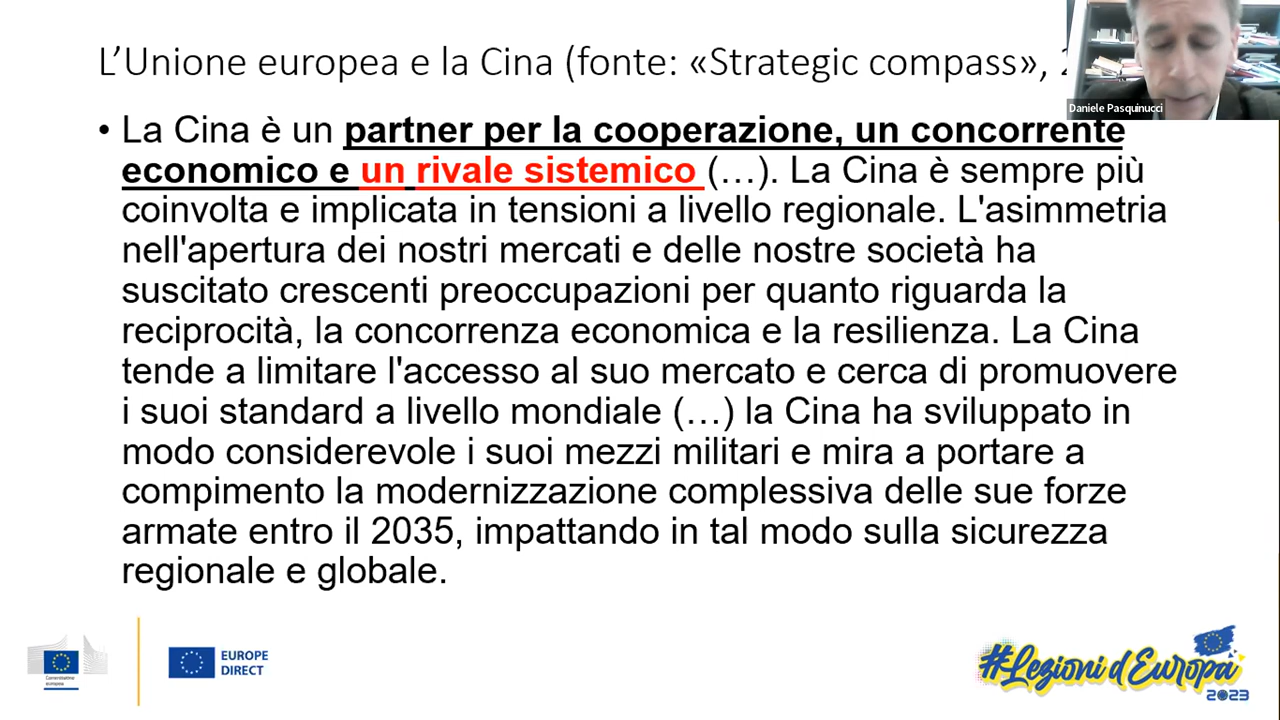 L'Unione europea e la Cina (fonte: «Strategic compass»,
Daniele Pasquinucci
• La Cina è un partner per la cooperazione, un concorrente
economico e un rivale sistemico (…). La Cina è sempre più
coinvolta e implicata in tensioni a livello regionale. L'asimmetria
nell'apertura dei nostri mercati e delle nostre società ha
suscitato crescenti preoccupazioni per quanto riguarda la
reciprocità, la concorrenza economica e la resilienza. La Cina
tende a limitare l'accesso al suo mercato e cerca di promuovere
i suoi standard a livello mondiale (…) la Cina ha sviluppato in
modo considerevole i suoi mezzi militari e mira a portare a
compimento la modernizzazione complessiva delle sue forze
armate entro il 2035, impattando in tal modo sulla sicurezza
regionale e globale.
Commissione
europea
EUROPE
DIRECT
#Lezioni d'Europa
2023